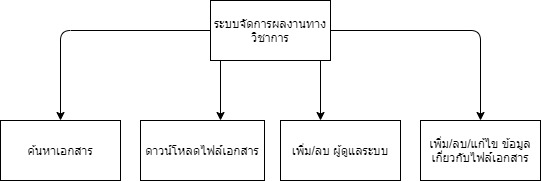 ระบบจัดการผลงานทาง
วิชาการ
ค้นหาเอกสาร
ดาวน์โหลดไฟล์เอกสาร
เพิ่ม/ลบ ผู้ดูแลระบบ
เพิ่ม/ลบ/แก้ไข ข้อมูล
เกี่ยวกับไฟล์เอกสาร